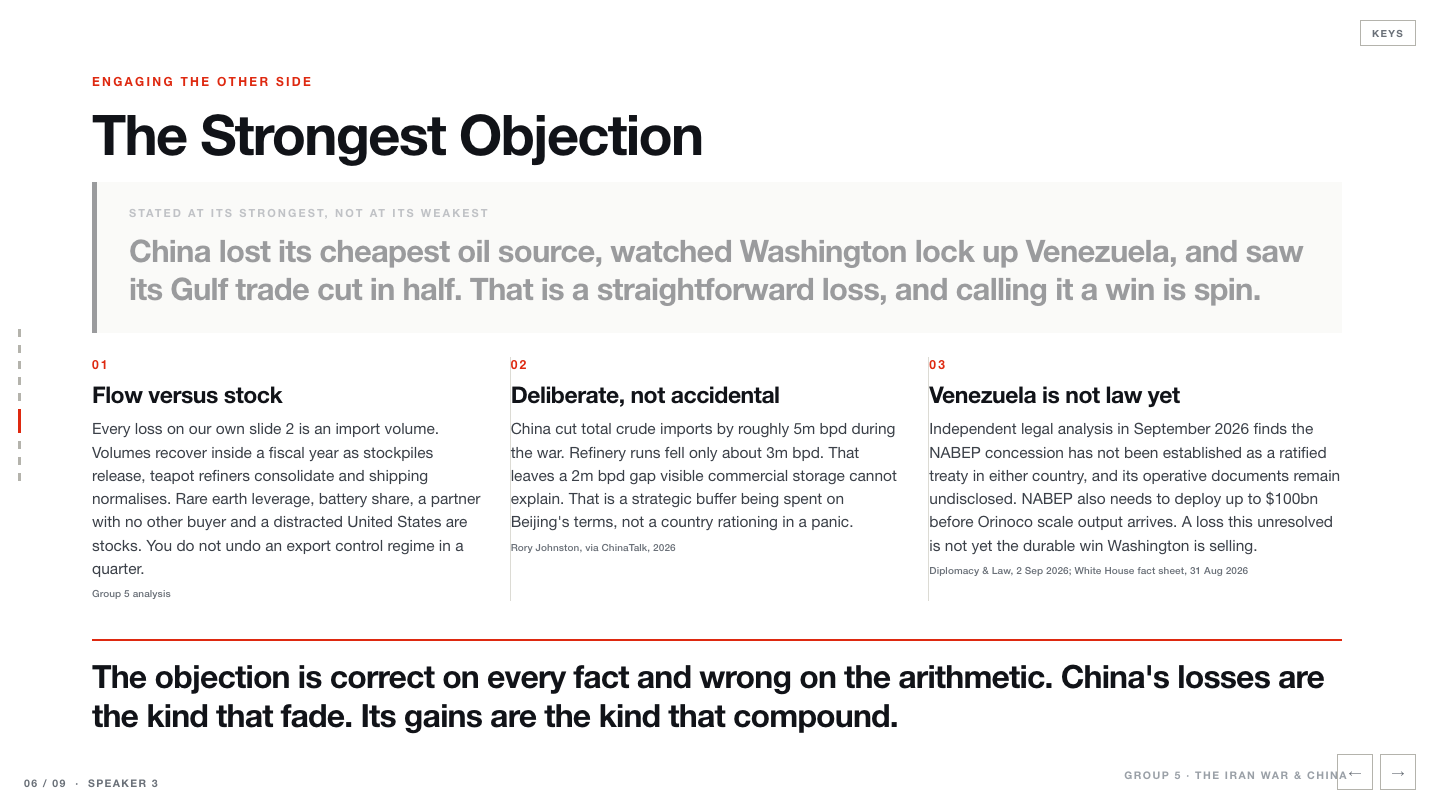 KEYS
ENGAGING THE OTHER SIDE
The Strongest Objection
STATED AT ITS STRONGEST, NOT AT ITS WEAKEST
China lost its cheapest oil source, watched Washington lock up Venezuela, and saw
its Gulf trade cut in half. That is a straightforward loss, and calling it a win is spin.
01
Flow versus stock
Every loss on our own slide 2 is an import volume.
Volumes recover inside a fiscal year as stockpiles
release, teapot refiners consolidate and shipping
normalises. Rare earth leverage, battery share, a partner
with no other buyer and a distracted United States are
stocks. You do not undo an export control regime in a
quarter.
Group 5 analysis
02
Deliberate, not accidental
China cut total crude imports by roughly 5m bpd during
the war. Refinery runs fell only about 3m bpd. That
leaves a 2m bpd gap visible commercial storage cannot
explain. That is a strategic buffer being spent on
Beijing's terms, not a country rationing in a panic.
Rory Johnston, via ChinaTalk, 2026
03
Venezuela is not law yet
Independent legal analysis in September 2026 finds the
NABEP concession has not been established as a ratified
treaty in either country, and its operative documents remain
undisclosed. NABEP also needs to deploy up to $100bn
before Orinoco scale output arrives. A loss this unresolved
is not yet the durable win Washington is selling.
Diplomacy & Law, 2 Sep 2026; White House fact sheet, 31 Aug 2026
The objection is correct on every fact and wrong on the arithmetic. China's losses are
the kind that fade. Its gains are the kind that compound.
06 / 09 · SPEAKER 3
GROUP 5 · THE IRAN WAR & CHINA
← →